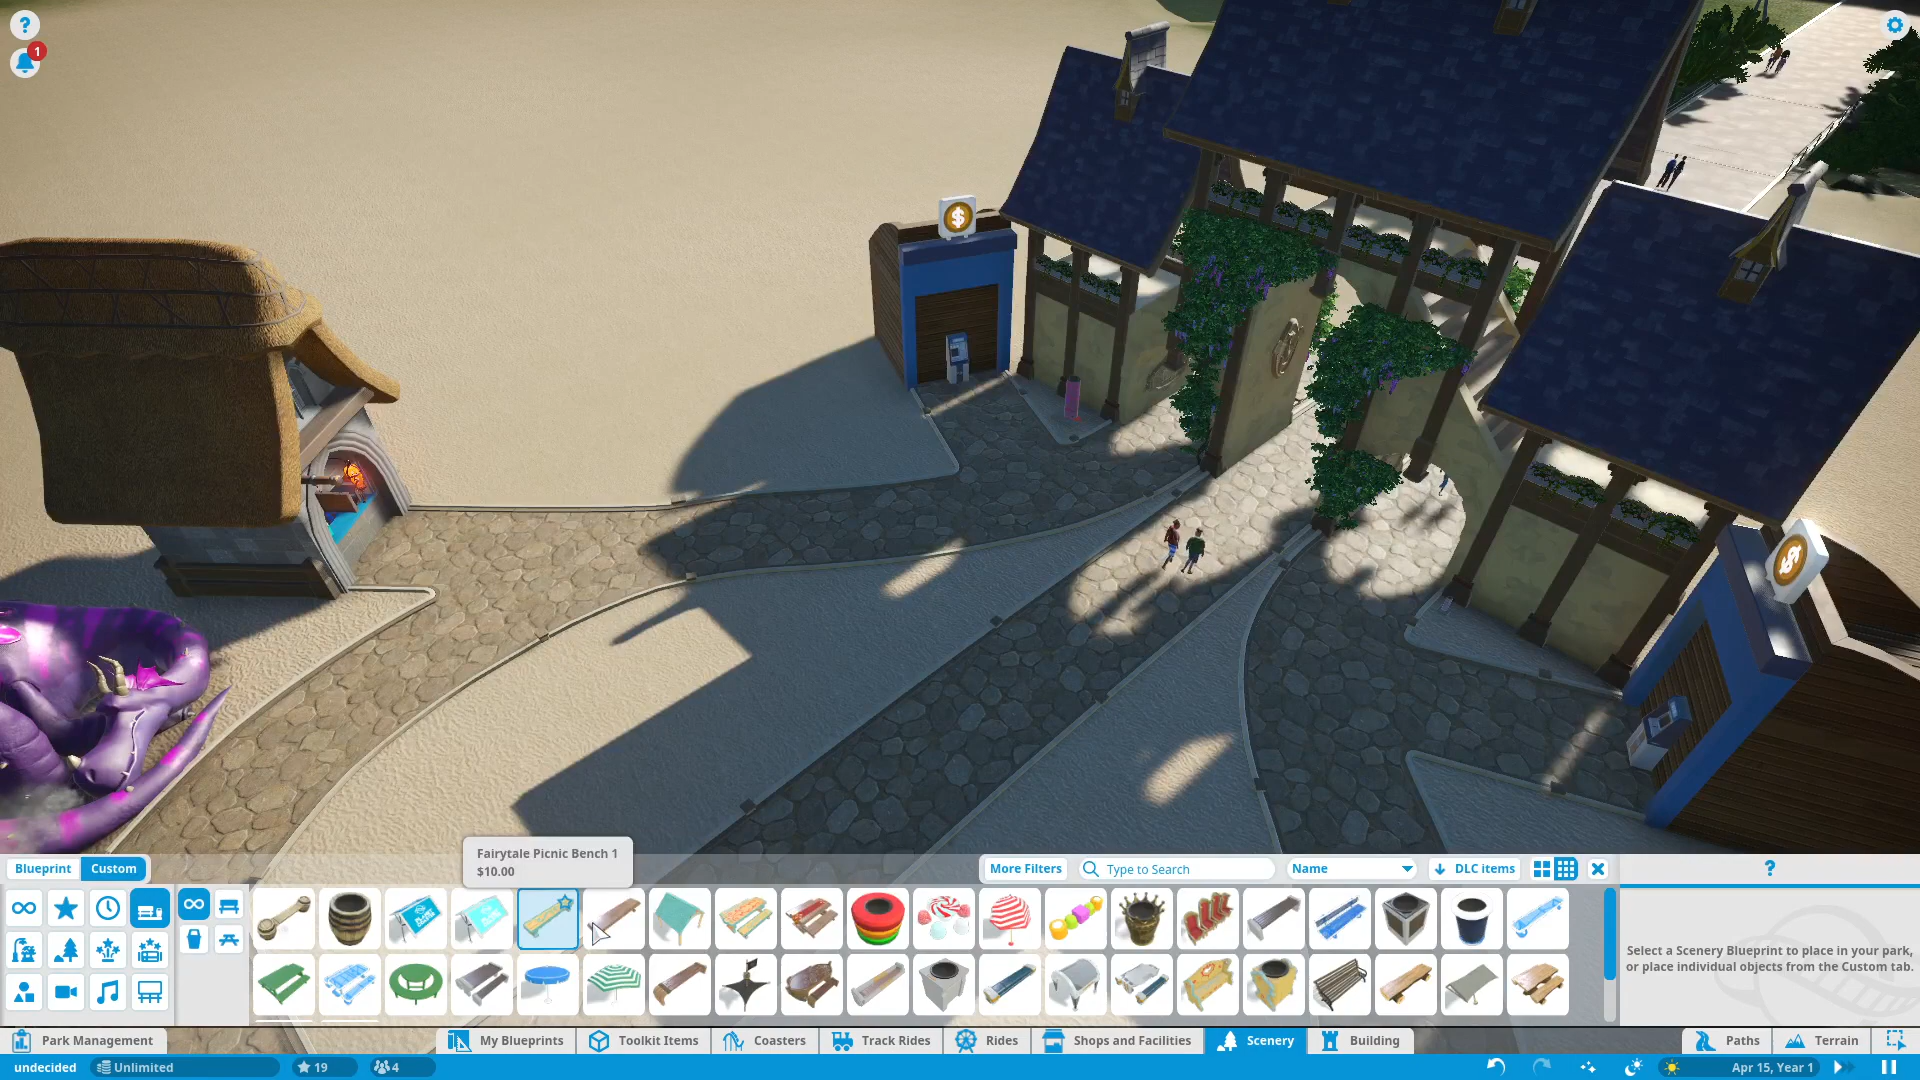 ?
1
$
$
Fairytale Picnic Bench 1
$10.00
Blueprint
Custom
More Filters
Type to Search
Name
DLC items
?
Select a Scenery Blueprint to place in your park,
or place individual objects from the Custom tab.
Park Management
My Blueprints
Toolkit Items
Coasters
Track Rides
Rides
Shops and Facilities
Scenery
Building
Paths
Terrain
undecided
Unlimited
19
4
Apr 15, Year 1